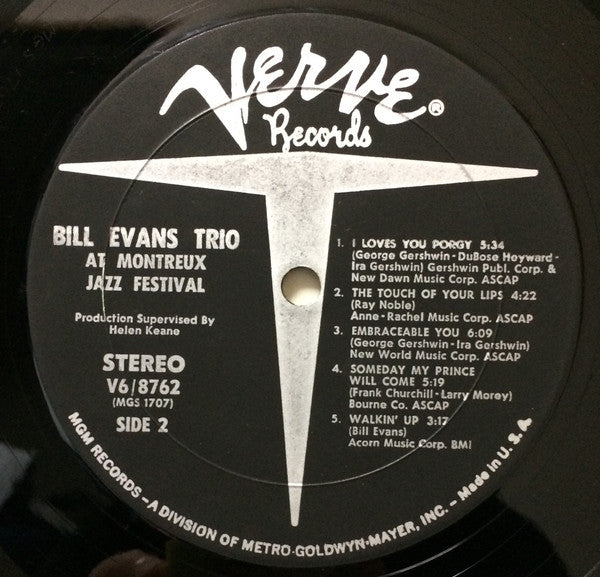 VERVE®
Records
BILL EVANS TRIO
AT MONTREUX
JAZZ FESTIVAL
Production Supervised By
Helen Keane
STEREO
V6/8762
(MGS 1707)
SIDE 2
1. I LOVES YOU PORGY 5:34
(George Gershwin-DuBose Heyward-
Ira Gershwin) Gershwin Publ. Corp. &
New Dawn Music Corp. ASCAP
2. THE TOUCH OF YOUR LIPS 4:22
(Ray Noble)
Anne-Rachel Music Corp. ASCAP
3. EMBRACEABLE YOU 6:09
(George Gershwin-Ira Gershwin)
New World Music Corp. ASCAP
4. SOMEDAY MY PRINCE
WILL COME 5:19
(Frank Churchill-Larry Morey)
Bourne Co. ASCAP
5. WALKIN' UP 3:17
(Bill Evans)
Acorn Music Corp. BMI
MGM RECORDS - A DIVISION OF METRO-GOLDWYN-MAYER, INC. - Made in U. S. A.